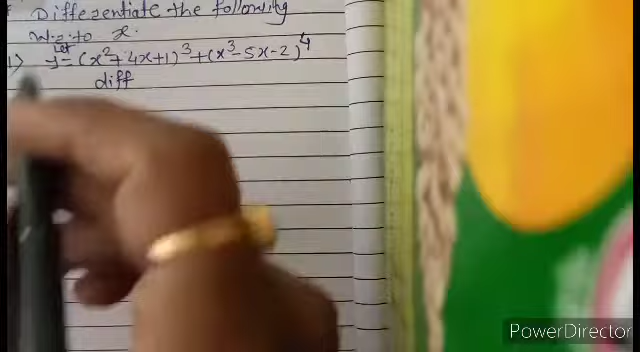 Differentiate the following
w.r.to x.
1) Let y = (x²+4x+1)³+(x³-5x-2)⁴
diff
PowerDirector